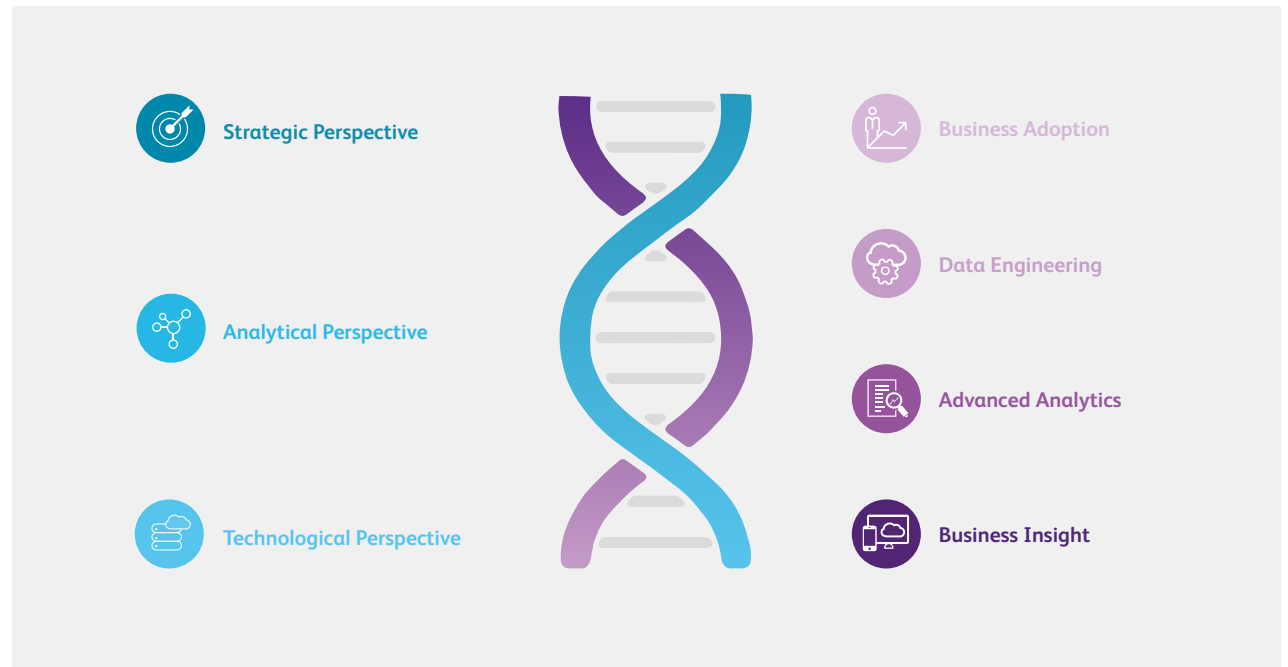 Strategic Perspective
Analytical Perspective
Technological Perspective
Business Adoption
Data Engineering
Advanced Analytics
Business Insight